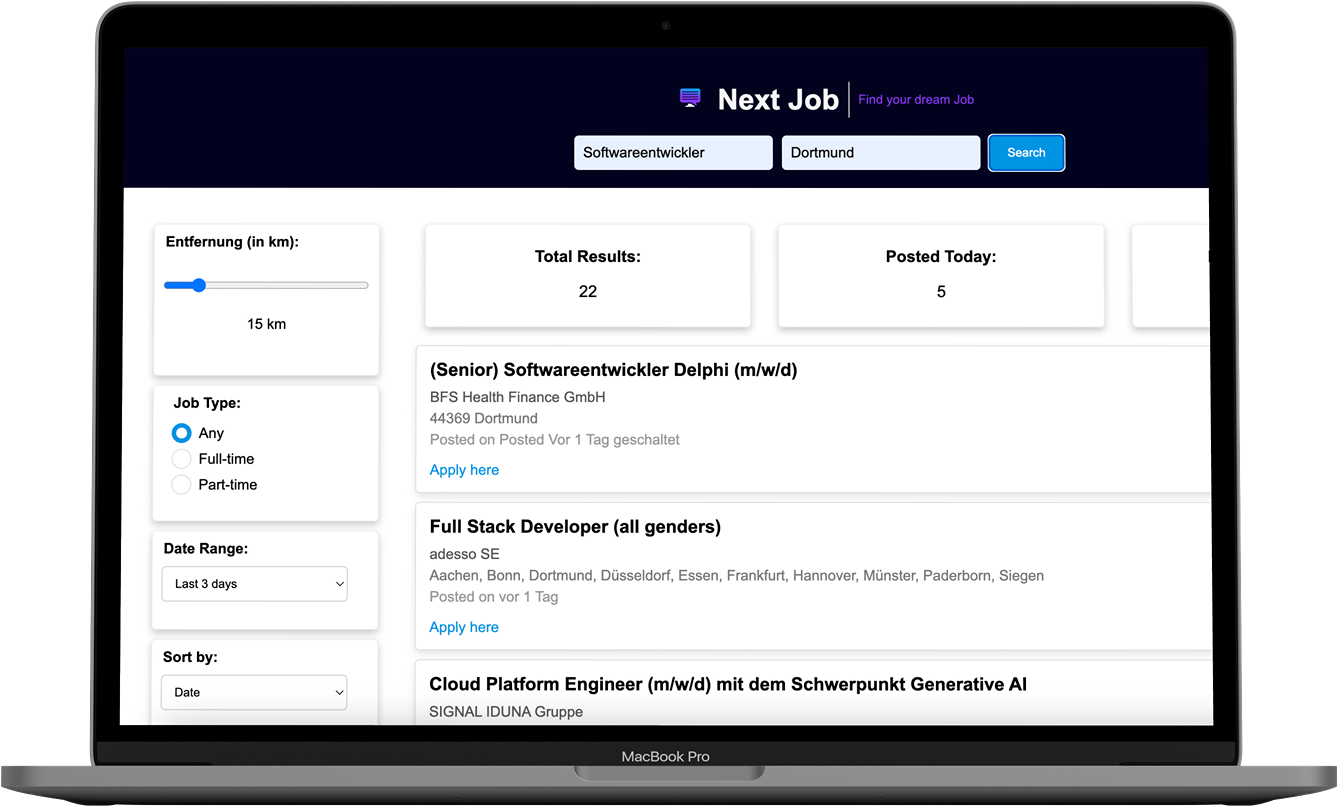 Next Job
Find your dream Job
Softwareentwickler
Dortmund
Search
Entfernung (in km):
15 km
Job Type:
Any
Full-time
Part-time
Date Range:
Last 3 days
Sort by:
Date
Total Results:
22
Posted Today:
5
(Senior) Softwareentwickler Delphi (m/w/d)
BFS Health Finance GmbH
44369 Dortmund
Posted on Posted Vor 1 Tag geschaltet
Apply here
Full Stack Developer (all genders)
adesso SE
Aachen, Bonn, Dortmund, Düsseldorf, Essen, Frankfurt, Hannover, Münster, Paderborn, Siegen
Posted on vor 1 Tag
Apply here
Cloud Platform Engineer (m/w/d) mit dem Schwerpunkt Generative AI
SIGNAL IDUNA Gruppe
MacBook Pro